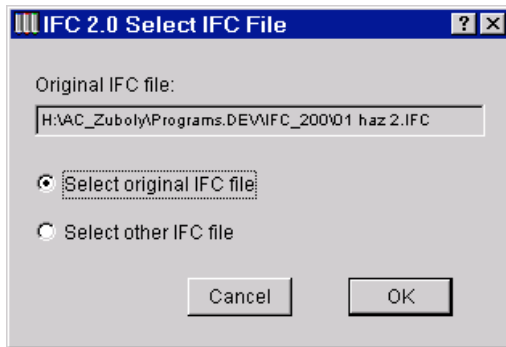 IFC 2.0 Select IFC File
Original IFC file:
H:\AC_Zuboly\Programs.DEV\IFC_200\01 haz 2.IFC
Select original IFC file
Select other IFC file
Cancel OK